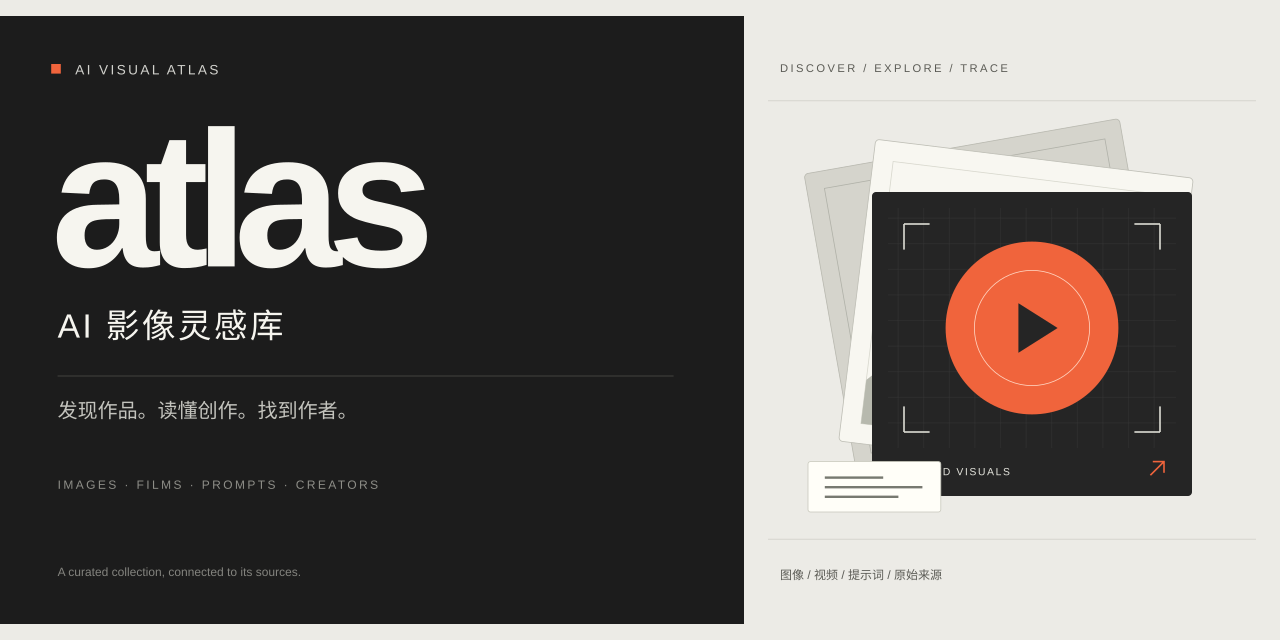 AI VISUAL ATLAS
atlas
AI 影像灵感库
发现作品。读懂创作。找到作者。
IMAGES · FILMS · PROMPTS · CREATORS
A curated collection, connected to its sources.
DISCOVER / EXPLORE / TRACE
VISUALS
图像 / 视频 / 提示词 / 原始来源